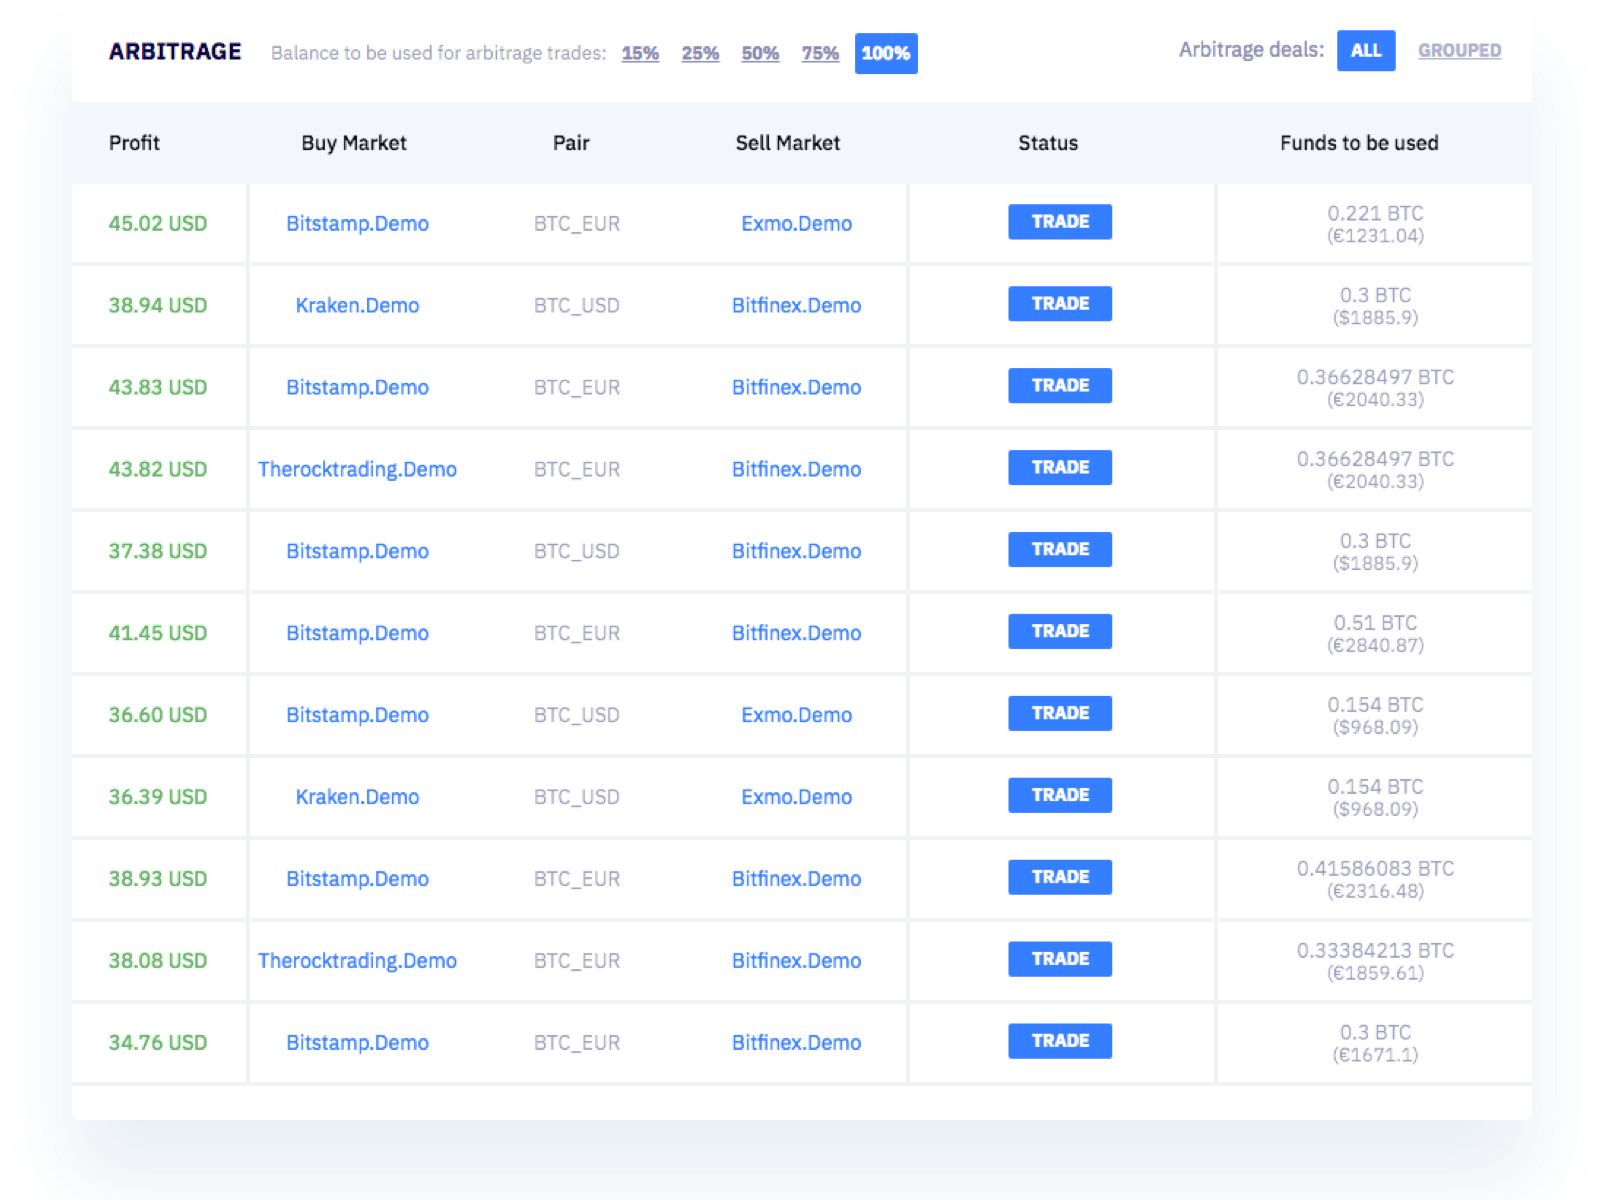 ARBITRAGE Balance to be used for arbitrage trades: 15% 25% 50% 75% 100% Arbitrage deals: ALL GROUPED
Profit Buy Market Pair Sell Market Status Funds to be used
45.02 USD Bitstamp.Demo BTC_EUR Exmo.Demo TRADE 0.221 BTC
(€1231.04)
38.94 USD Kraken.Demo BTC_USD Bitfinex.Demo TRADE 0.3 BTC
($1885.9)
43.83 USD Bitstamp.Demo BTC_EUR Bitfinex.Demo TRADE 0.36628497 BTC
(€2040.33)
43.82 USD Therocktrading.Demo BTC_EUR Bitfinex.Demo TRADE 0.36628497 BTC
(€2040.33)
37.38 USD Bitstamp.Demo BTC_USD Bitfinex.Demo TRADE 0.3 BTC
($1885.9)
41.45 USD Bitstamp.Demo BTC_EUR Bitfinex.Demo TRADE 0.51 BTC
(€2840.87)
36.60 USD Bitstamp.Demo BTC_USD Exmo.Demo TRADE 0.154 BTC
($968.09)
36.39 USD Kraken.Demo BTC_USD Exmo.Demo TRADE 0.154 BTC
($968.09)
38.93 USD Bitstamp.Demo BTC_EUR Bitfinex.Demo TRADE 0.41586083 BTC
(€2316.48)
38.08 USD Therocktrading.Demo BTC_EUR Bitfinex.Demo TRADE 0.33384213 BTC
(€1859.61)
34.76 USD Bitstamp.Demo BTC_EUR Bitfinex.Demo TRADE 0.3 BTC
(€1671.1)